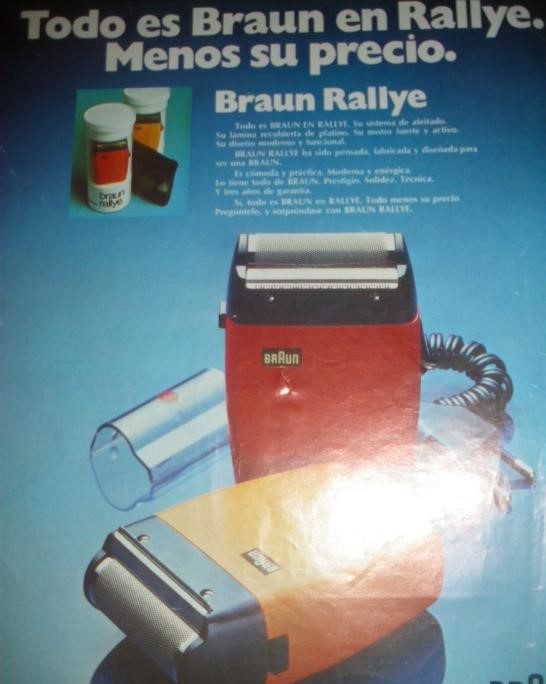 Todo es Braun en Rallye.
Menos su precio.
Braun Rallye
Todo es BRAUN EN RALLYE. Su sistema de afeitado.
Su lámina recubierta de platino. Su motor fuerte y activo.
Su diseño moderno y funcional.
BRAUN RALLYE ha sido pensada, fabricada y diseñada para
ser una BRAUN.
Es cómoda y práctica. Moderna y enérgica.
Lo tiene todo de BRAUN. Prestigio. Solidez. Técnica.
Y tres años de garantía.
Si, todo es BRAUN en RALLYE. Todo menos su precio
Pregúntelo, y sorpréndase con BRAUN RALLYE.
braun
rallye
BRAUN
BRAUN